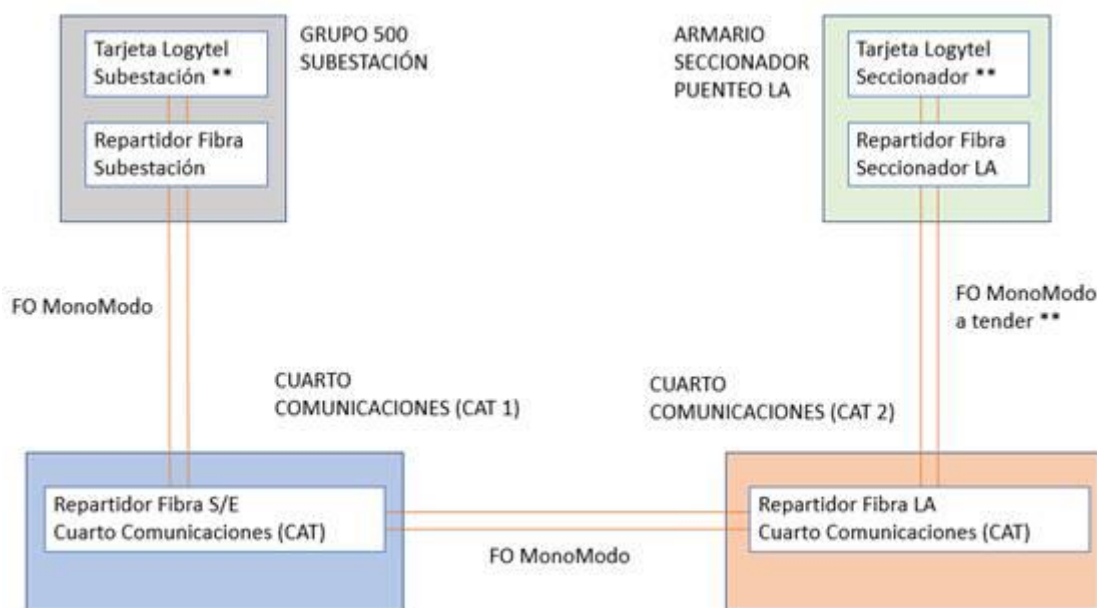 Tarjeta Logytel
Subestación **
GRUPO 500
SUBESTACIÓN
Repartidor Fibra
Subestación
ARMARIO
SECCIONADOR
PUENTEO LA
Tarjeta Logytel
Seccionador **
Repartidor Fibra
Seccionador LA
FO MonoModo
FO MonoModo
a tender **
CUARTO
COMUNICACIONES (CAT 1)
CUARTO
COMUNICACIONES (CAT 2)
Repartidor Fibra S/E
Cuarto Comunicaciones (CAT)
FO MonoModo
Repartidor Fibra LA
Cuarto Comunicaciones (CAT)